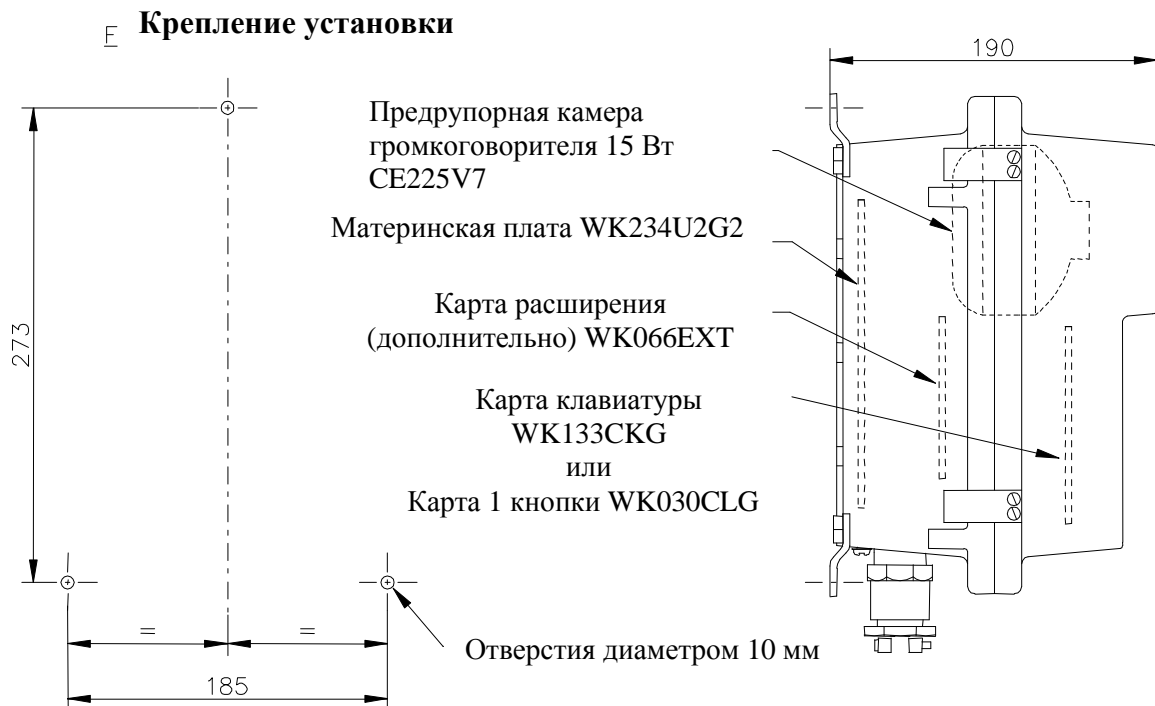 E Крепление установки
190
Предрупорная камера
громкоговорителя 15 Вт
CE225V7
Материнская плата WK234U2G2
Карта расширения
(дополнительно) WK066EXT
273
Карта клавиатуры
WK133CKG
или
Карта 1 кнопки WK030CLG
= =
Отверстия диаметром 10 мм
185